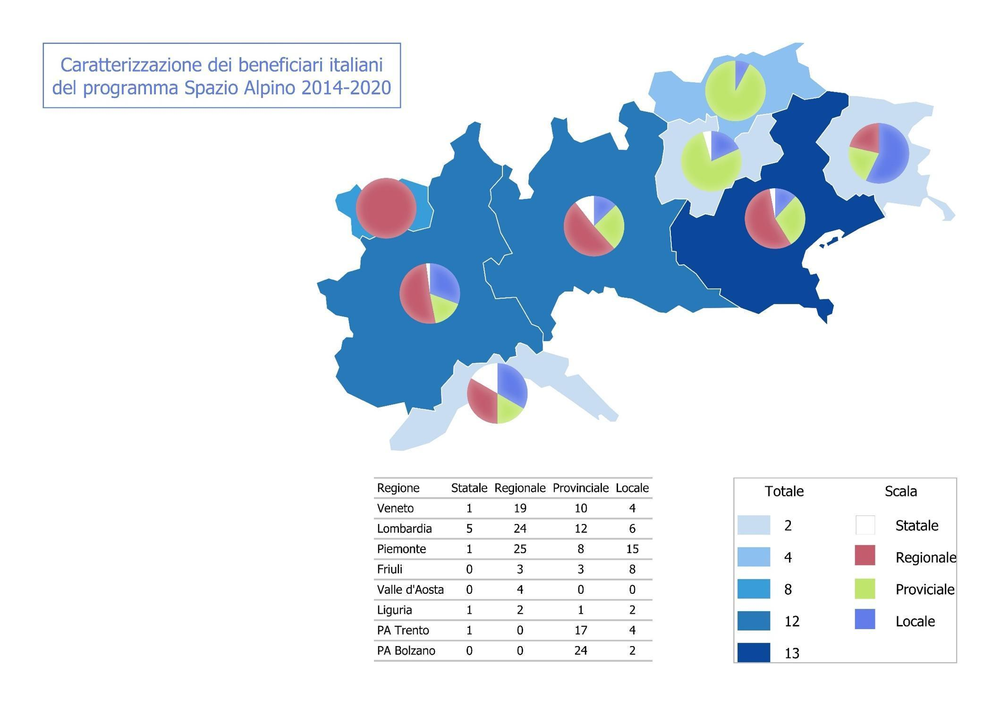 Caratterizzazione dei beneficiari italiani
del programma Spazio Alpino 2014-2020
Regione Statale Regionale Provinciale Locale
Veneto 1 19 10 4
Lombardia 5 24 12 6
Piemonte 1 25 8 15
Friuli 0 3 3 8
Valle d'Aosta 0 4 0 0
Liguria 1 2 1 2
PA Trento 1 0 17 4
PA Bolzano 0 0 24 2
Totale Scala
2 Statale
4 Regionale
8 Proviciale
12 Locale
13